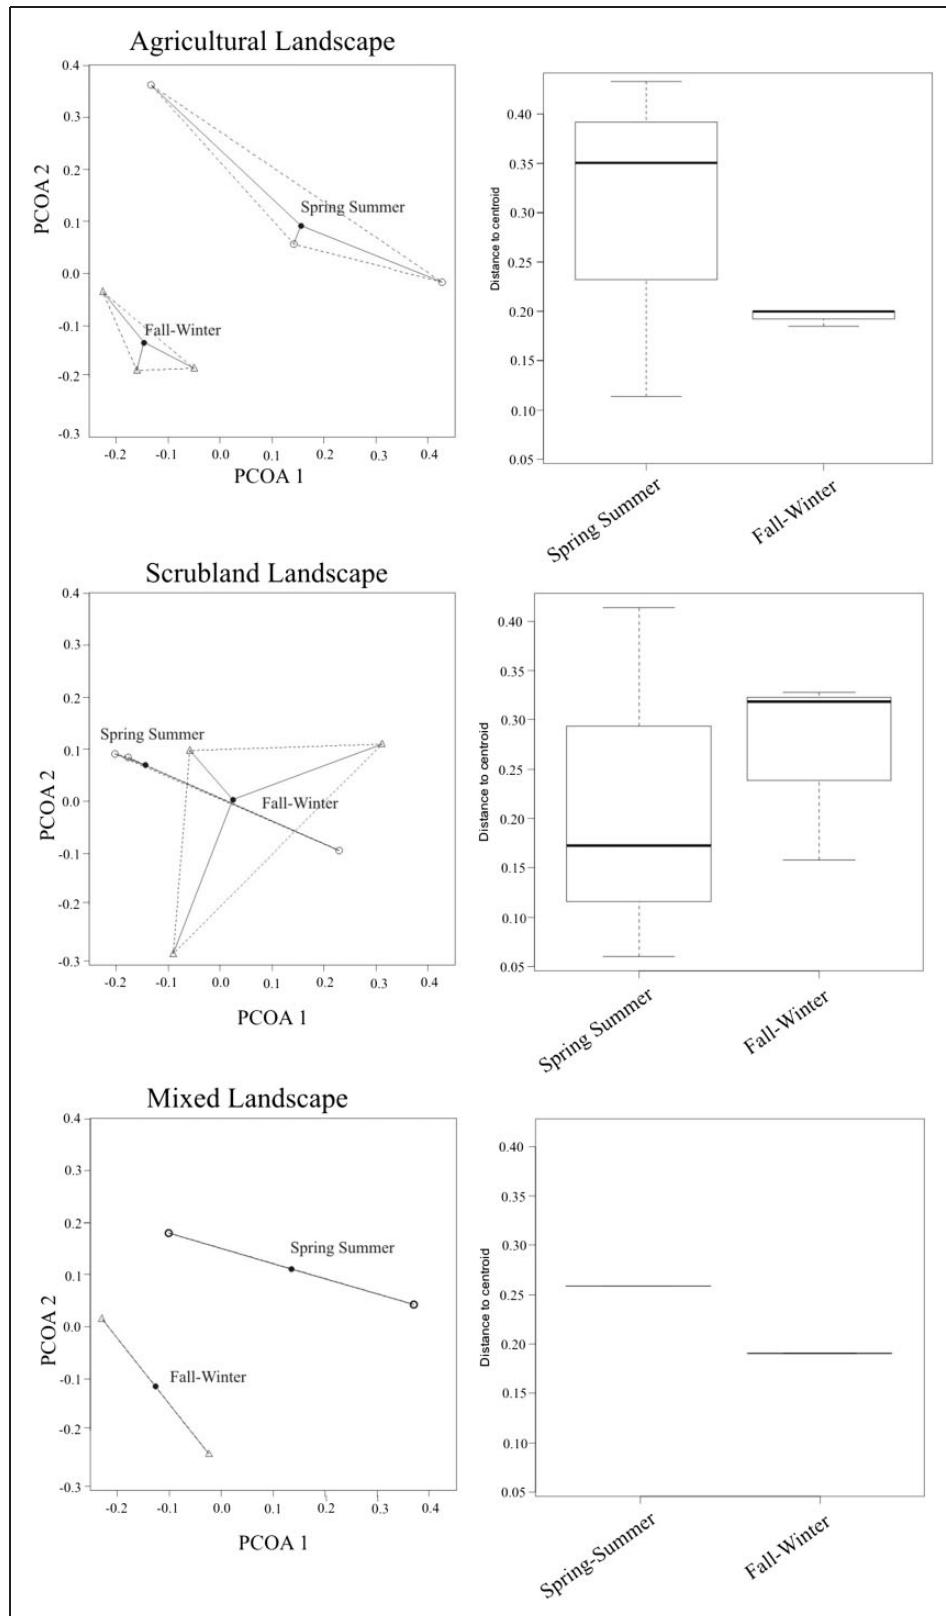 Agricultural Landscape
0.4
0.3
0.2
0.1
0.0
-0.1
-0.2
-0.3
PCOA 2
Spring Summer
Fall-Winter
-0.2
-0.1
0.0
0.1
0.2
0.3
0.4
PCOA 1
0.40
0.35
0.30
0.25
0.20
0.15
0.10
0.05
Distance to centroid
Spring Summer
Fall-Winter
Scrubland Landscape
0.4
0.3
0.2
0.1
0.0
-0.1
-0.2
-0.3
PCOA 2
Spring Summer
Fall-Winter
-0.2
-0.1
0.0
0.1
0.2
0.3
0.4
PCOA 1
0.40
0.35
0.30
0.25
0.20
0.15
0.10
0.05
Distance to centroid
Spring Summer
Fall-Winter
Mixed Landscape
0.4
0.3
0.2
0.1
0.0
-0.1
-0.2
-0.3
PCOA 2
Spring Summer
Fall-Winter
-0.2
-0.1
0.0
0.1
0.2
0.3
0.4
PCOA 1
0.40
0.35
0.30
0.25
0.20
0.15
0.10
0.05
Distance to centroid
Spring-Summer
Fall-Winter